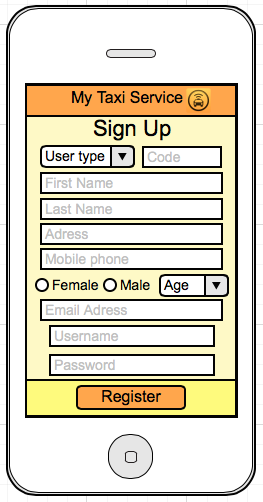 My Taxi Service
Sign Up
User type Code
First Name
Last Name
Adress
Mobile phone
Female Male Age
Email Adress
Username
Password
Register